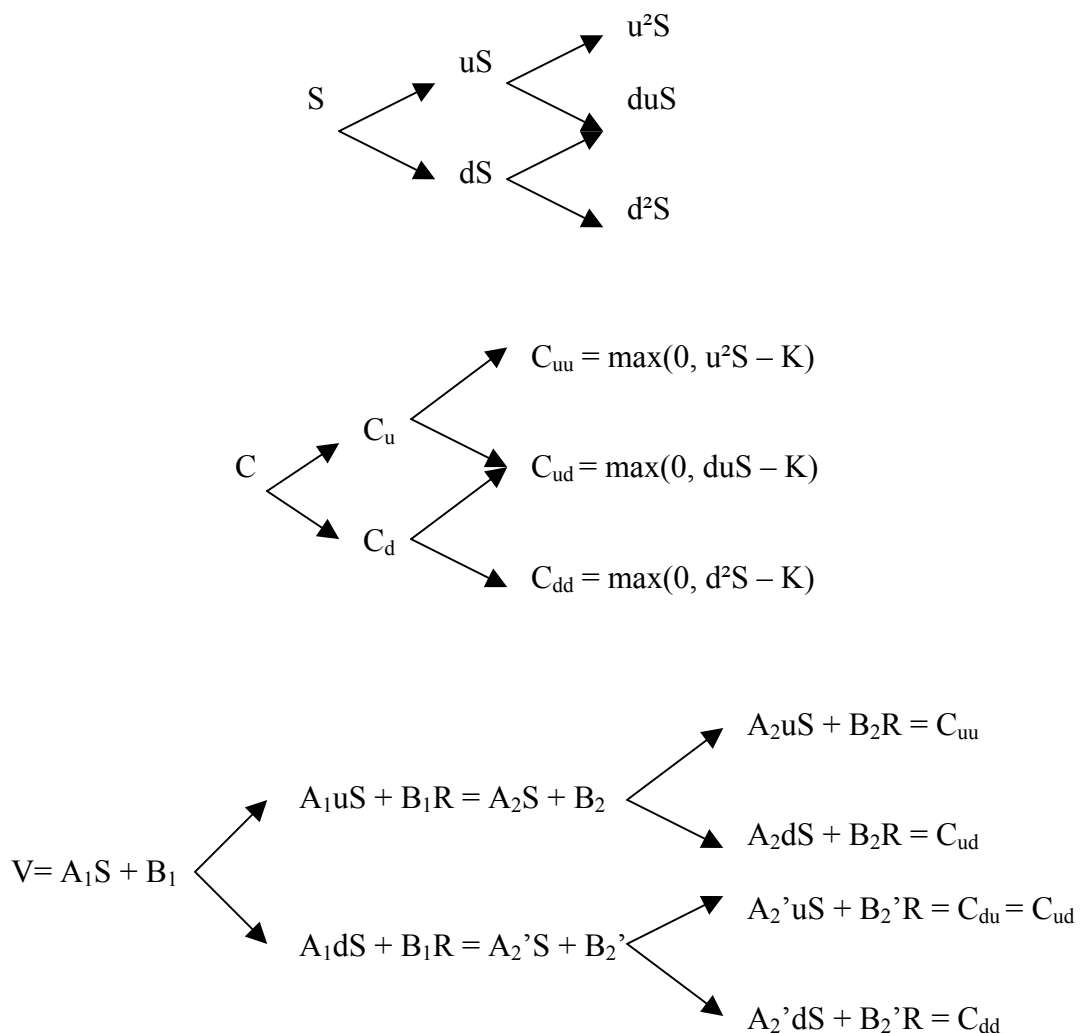 u²S
uS
S
duS
dS
d²S
C_uu = max(0, u²S – K)
C_u
C
C_ud = max(0, duS – K)
C_d
C_dd = max(0, d²S – K)
A₂uS + B₂R = C_uu
A₁uS + B₁R = A₂S + B₂
A₂dS + B₂R = C_ud
V= A₁S + B₁
A₂’uS + B₂’R = C_du = C_ud
A₁dS + B₁R = A₂’S + B₂’
A₂’dS + B₂’R = C_dd